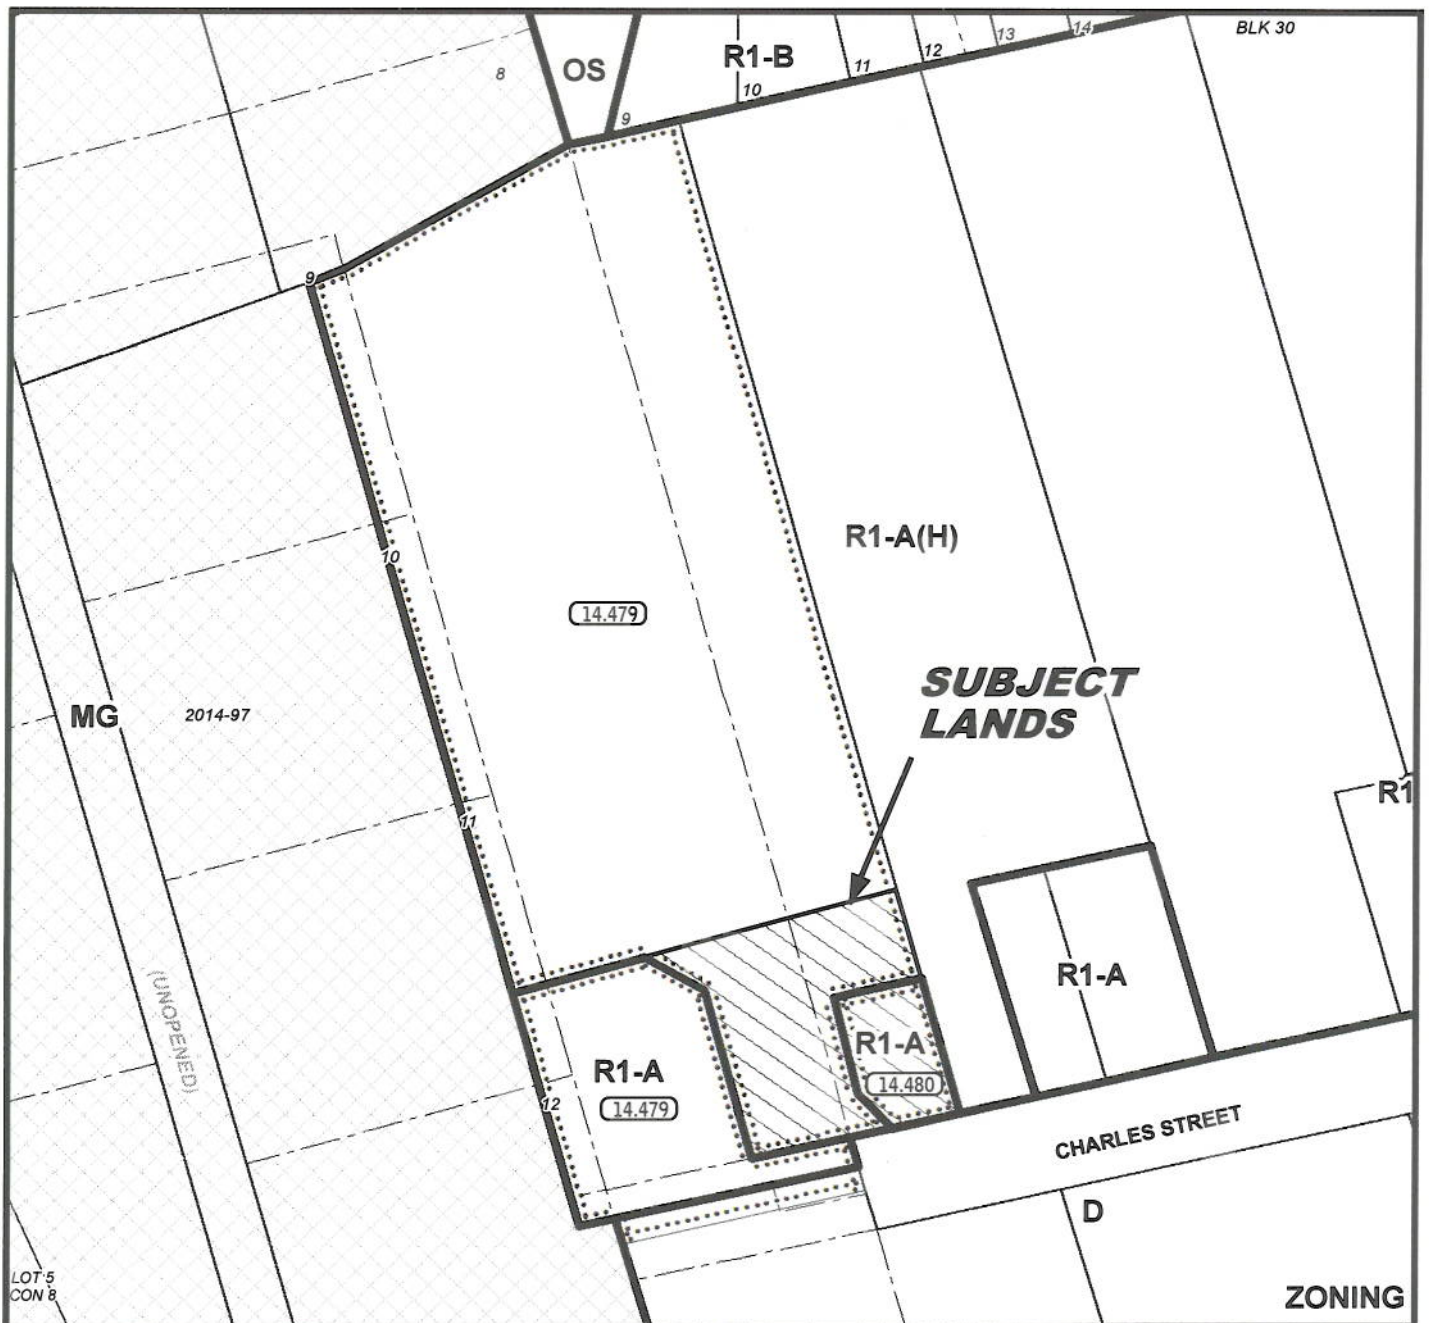 BLK 30
13
14
12
11
R1-B
10
OS
8
9
9
R1-A(H)
10
14.479
SUBJECT
LANDS
MG
2014-97
R1
11
R1-A
(UNOPENED)
R1-A
14.480
R1-A
14.479
12
CHARLES STREET
D
LOT 5
CON 8
ZONING